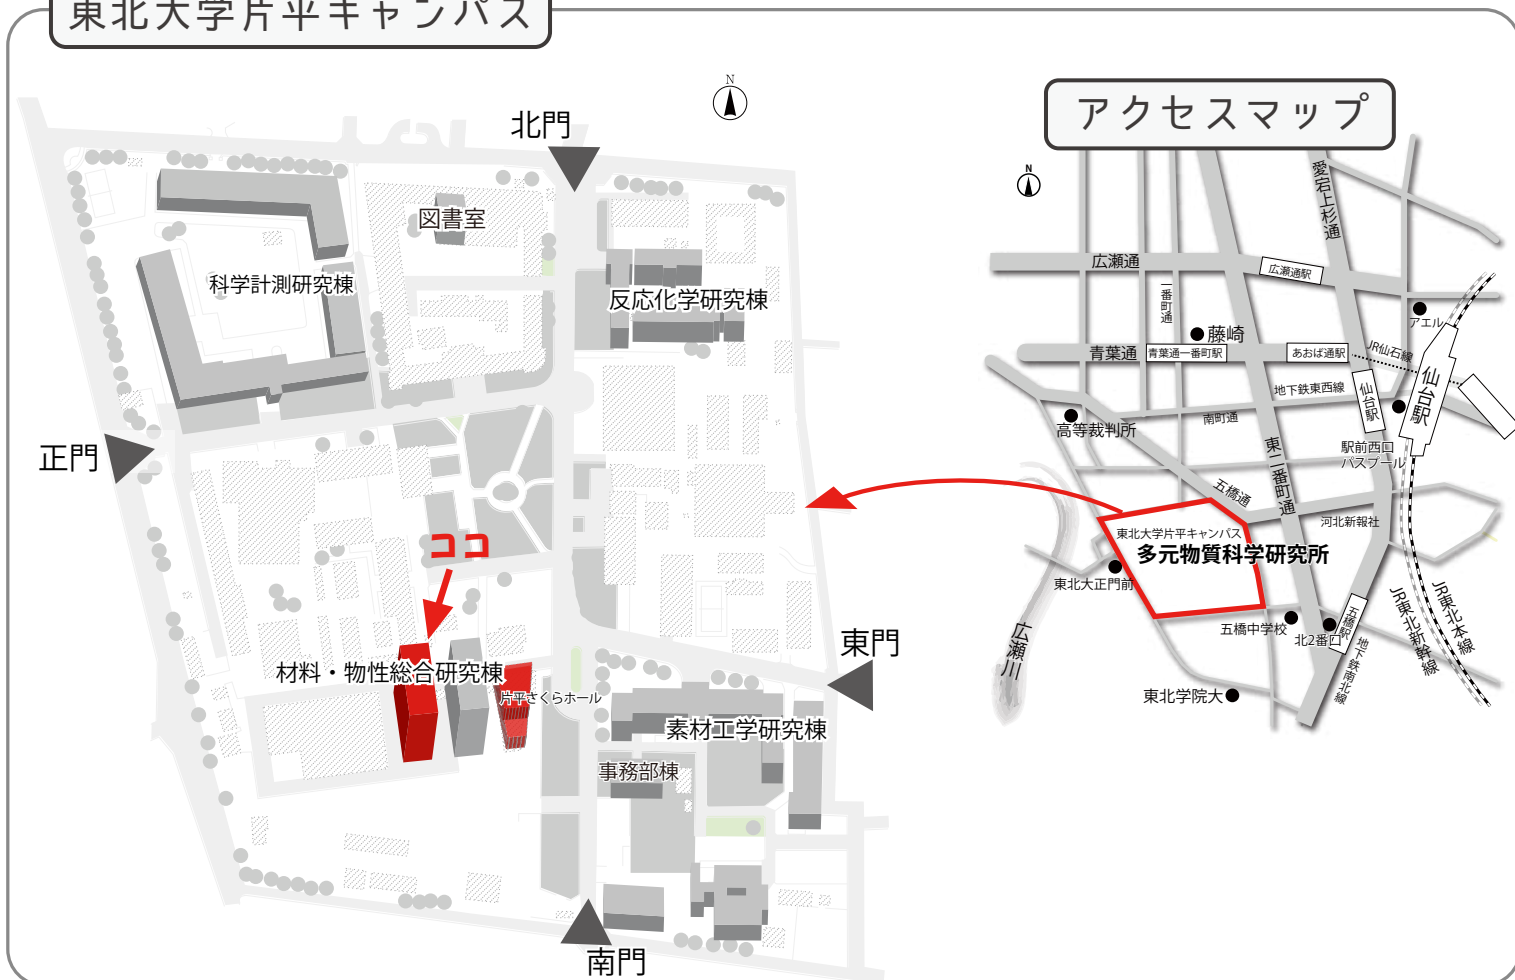 東北大学片平キャンパス
N
北門
図書室
科学計測研究棟
反応化学研究棟
正門
ココ
東門
材料・物性総合研究棟
片平さくらホール
素材工学研究棟
事務部棟
南門
アクセスマップ
N
愛宕上杉通
広瀬通
広瀬通駅
一番町通
アエル
藤崎
青葉通
青葉通一番町駅
あおば通駅
JR仙石線
仙台駅
地下鉄東西線
仙台駅
南町通
高等裁判所
駅前西口
バスプール
東二番町通
五橋通
河北新報社
東北大学片平キャンパス
多元物質科学研究所
東北大正門前
広瀬川
五橋中学校
北2番口
五橋駅
地下鉄南北線
JR東北新幹線
JR東北本線
東北学院大